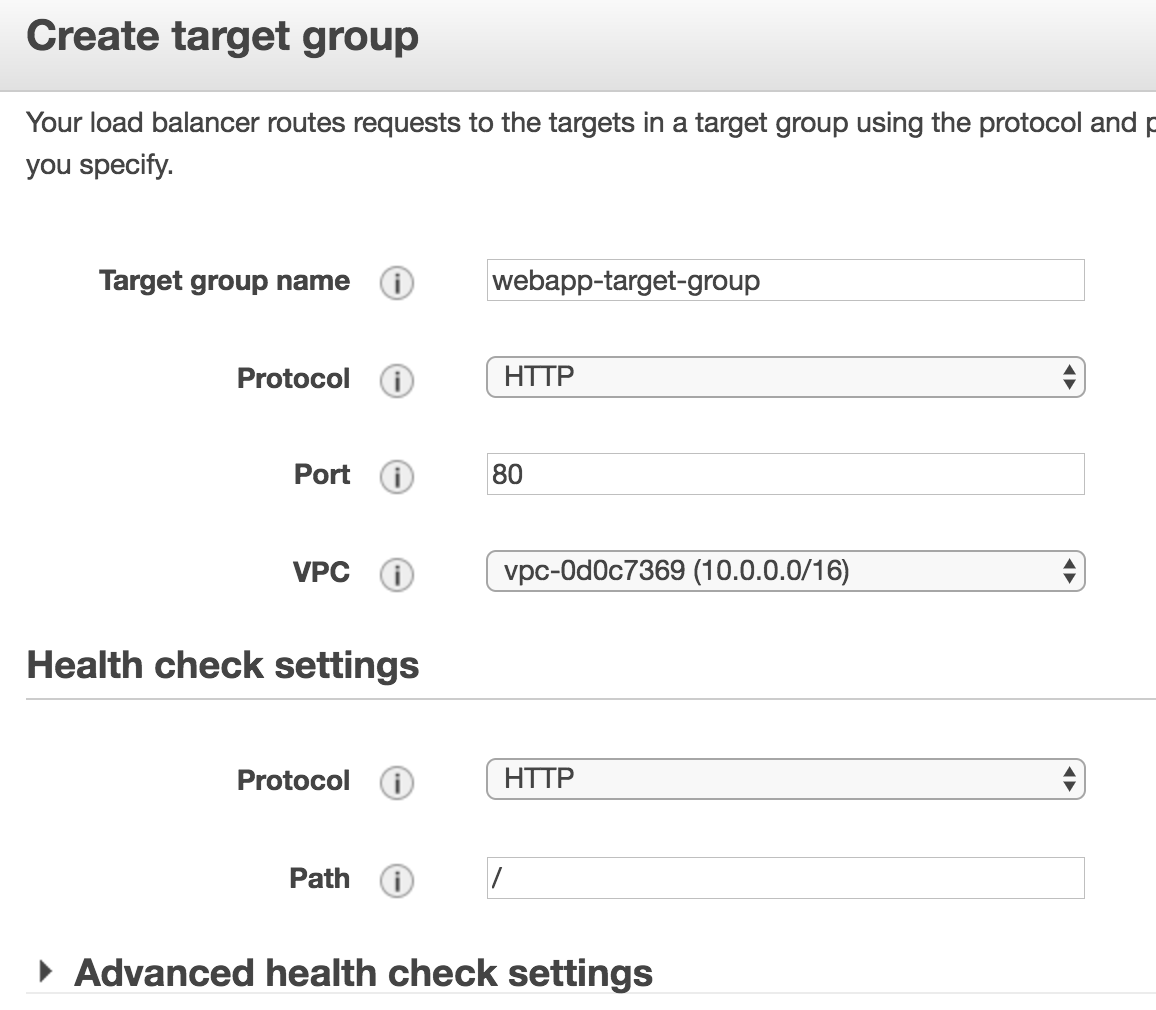 Create target group
Your load balancer routes requests to the targets in a target group using the protocol and
you specify.
Target group name i webapp-target-group
Protocol i HTTP
Port i 80
VPC i vpc-0d0c7369 (10.0.0.0/16)
Health check settings
Protocol i HTTP
Path i /
Advanced health check settings